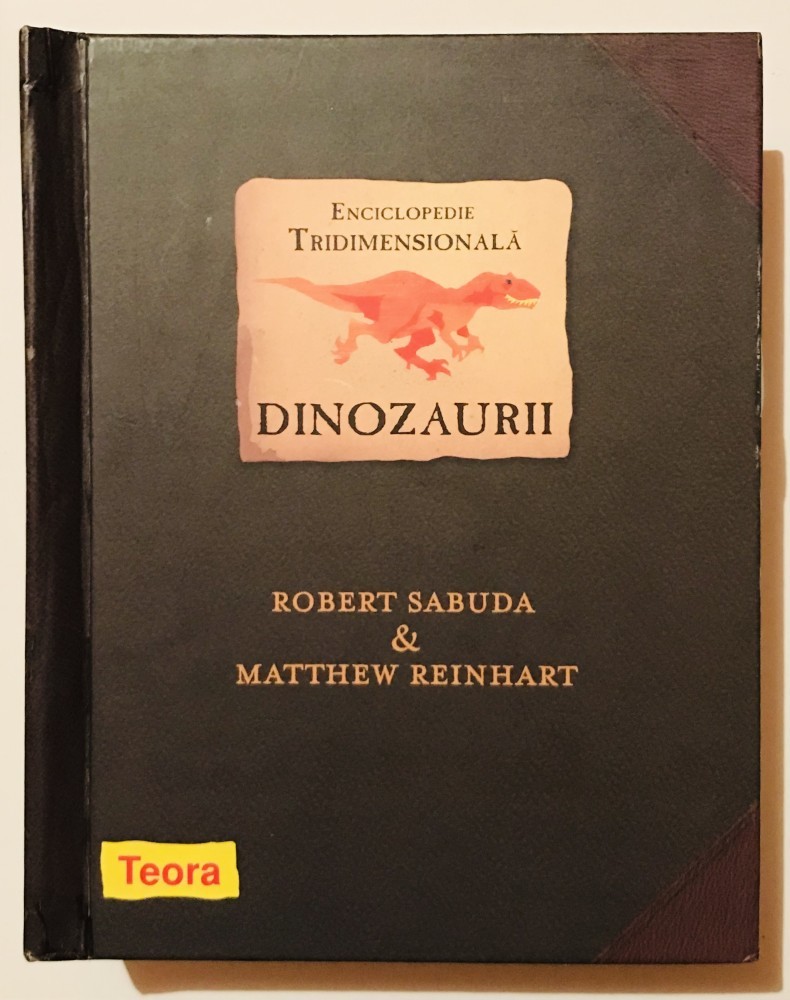 ENCICLOPEDIE
TRIDIMENSIONALĂ
DINOZAURII
ROBERT SABUDA
&
MATTHEW REINHART
Teora